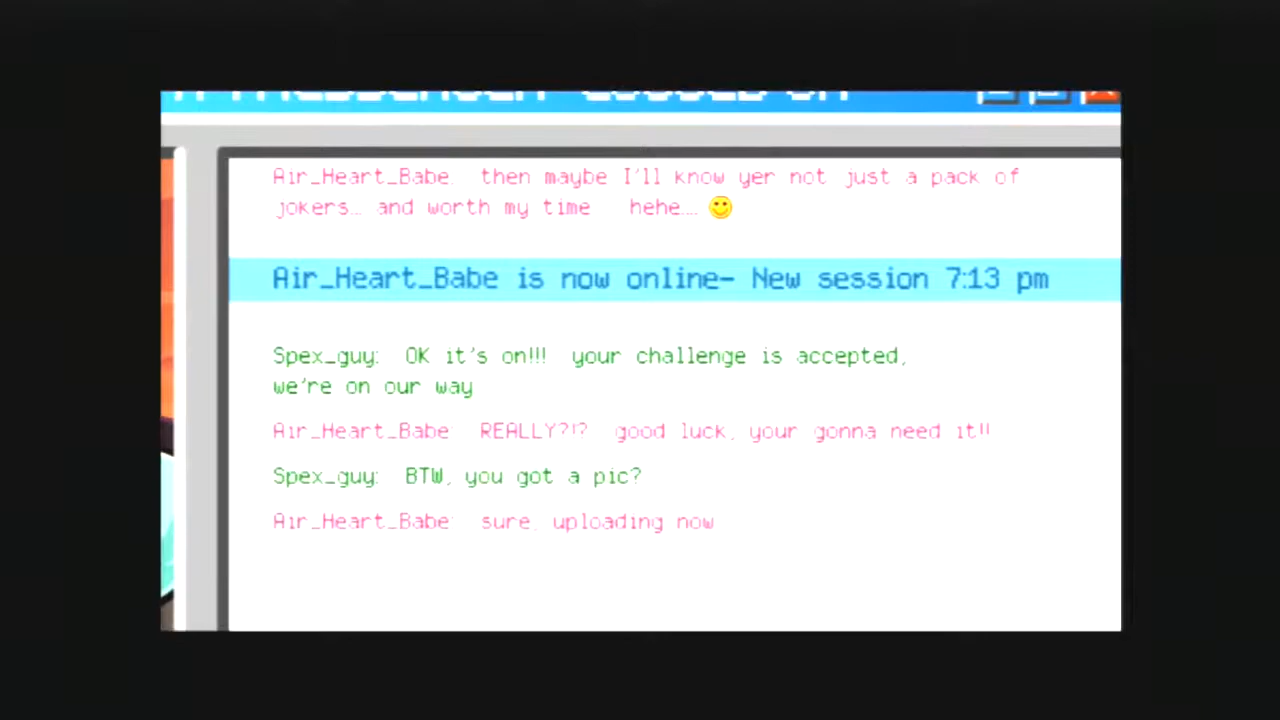 Air_Heart_Babe: then maybe I'll know yer not just a pack of
jokers... and worth my time hehe....
Air_Heart_Babe is now online- New session 7:13 pm
Spex_guy: OK it's on!!! your challenge is accepted,
we're on our way
Air_Heart_Babe: REALLY?!? good luck, your gonna need it!!
Spex_guy: BTW, you got a pic?
Air_Heart_Babe: sure, uploading now